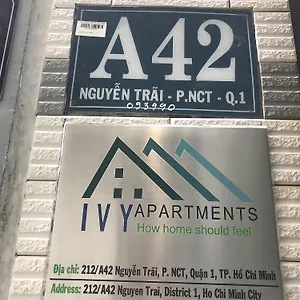 A42
NGUYỄN TRÃI - P.NCT - Q.1
093990
IVY APARTMENTS
How home should feel
Địa chỉ: 212/A42 Nguyễn Trãi, P. NCT, Quận 1, TP. Hồ Chí Minh
Address: 212/A42 Nguyen Trai, District 1, Ho Chi Minh City